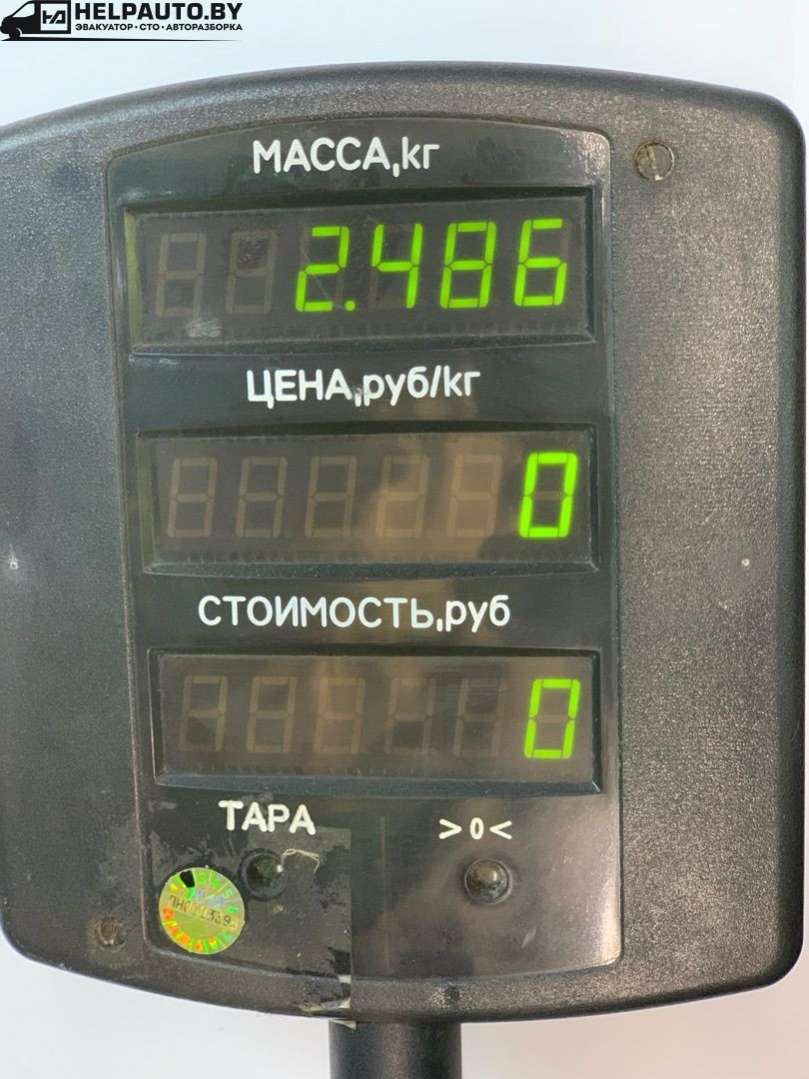 HELPAUTO.BY
ЭВАКУАТОР • СТО • АВТОРАЗБОРКА
МАССА,кг
2.486
ЦЕНА,руб/кг
0
СТОИМОСТЬ,руб
0
ТАРА >0<